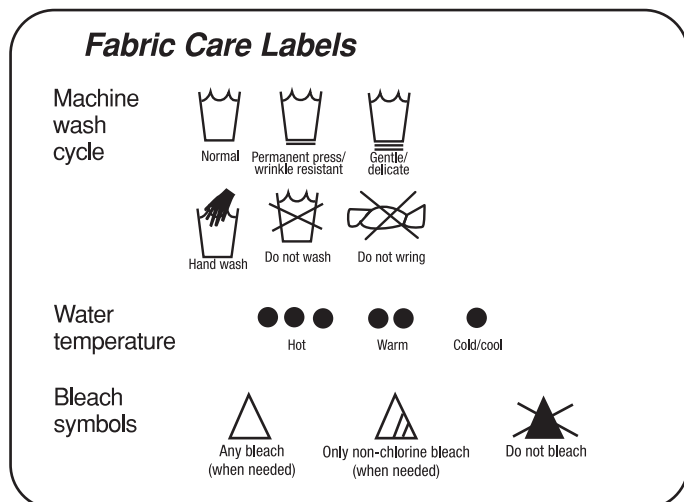 Fabric Care Labels
Machine
wash
cycle
Normal
Permanent press/
wrinkle resistant
Gentle/
delicate
Hand wash
Do not wash
Do not wring
Water
temperature
Hot
Warm
Cold/cool
Bleach
symbols
Any bleach
(when needed)
Only non-chlorine bleach
(when needed)
Do not bleach